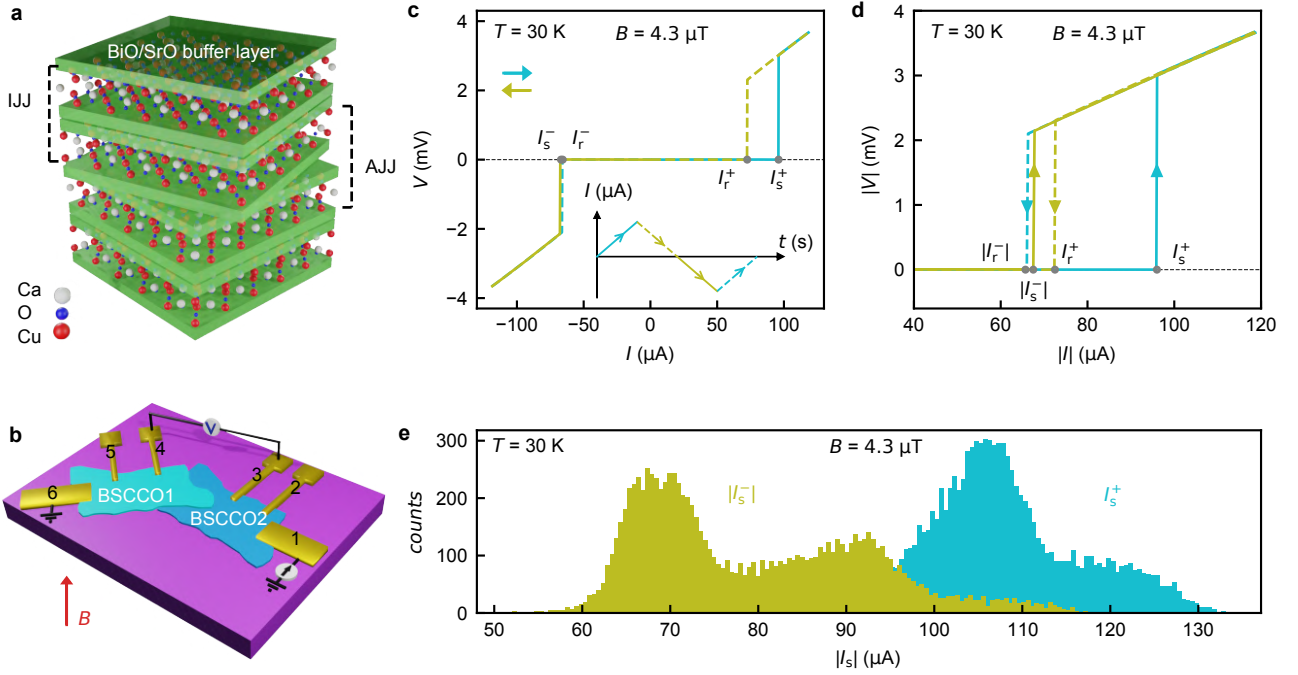 a
BiO/SrO buffer layer
IJJ
AJJ
Ca
O
Cu
b
V
5
4
3
2
6
1
BSCCO1
BSCCO2
B
c
T = 30 K
B = 4.3 µT
4
2
0
−2
−4
V (mV)
I_s^−
I_r^−
I_r^+
I_s^+
I (µA)
t (s)
−100
−50
0
50
100
I (µA)
d
T = 30 K
B = 4.3 µT
4
3
2
1
0
|V| (mV)
|I_r^−|
|I_s^−|
I_r^+
I_s^+
40
60
80
100
120
|I| (µA)
e
T = 30 K
B = 4.3 µT
300
200
100
0
counts
|I_s^−|
I_s^+
50
60
70
80
90
100
110
120
130
|I_s| (µA)